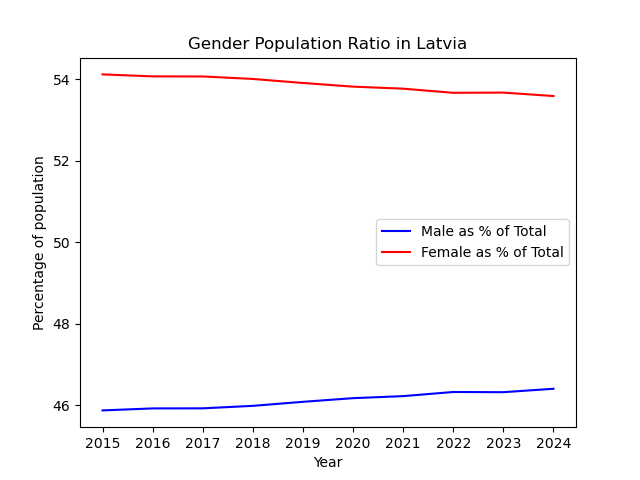 Gender Population Ratio in Latvia
54
52
50
48
46
Percentage of population
Male as % of Total
Female as % of Total
2015 2016 2017 2018 2019 2020 2021 2022 2023 2024
Year